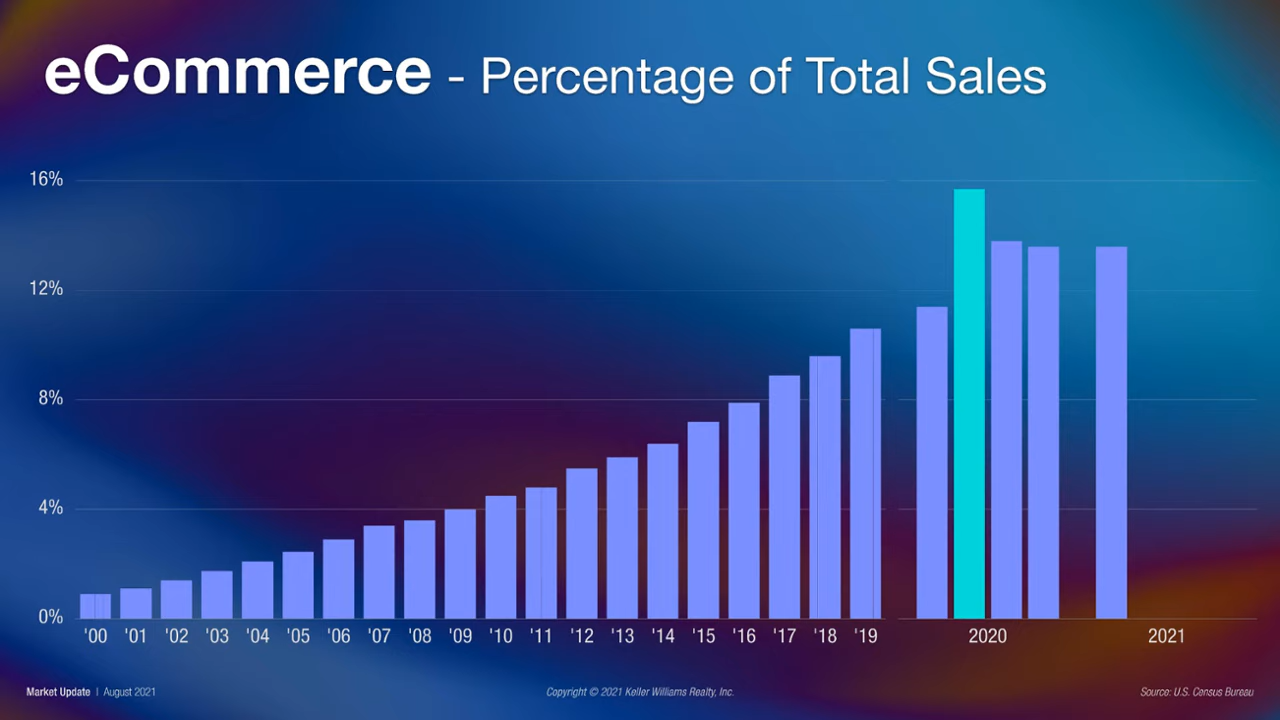 eCommerce - Percentage of Total Sales
16%
12%
8%
4%
0%
'00 '01 '02 '03 '04 '05 '06 '07 '08 '09 '10 '11 '12 '13 '14 '15 '16 '17 '18 '19 2020 2021
Market Update | August 2021 Copyright © 2021 Keller Williams Realty, Inc. Source: U.S. Census Bureau